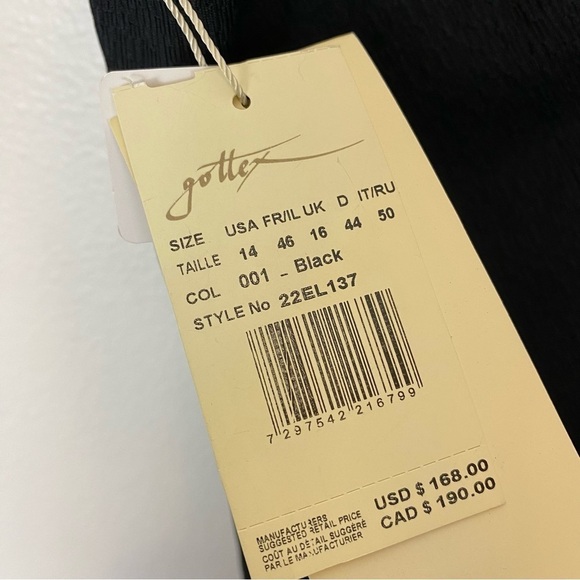 gottex
SIZE USA FR/IL UK D IT/RU
TAILLE 14 46 16 44 50
COL 001 - Black
STYLE No 22EL137
7 297542 216799
MANUFACTURERS
SUGGESTED RETAIL PRICE
COÛT AU DÉTAIL SUGGÉRÉ
PAR LE MANUFACTURIER
USD $ 168.00
CAD $ 190.00